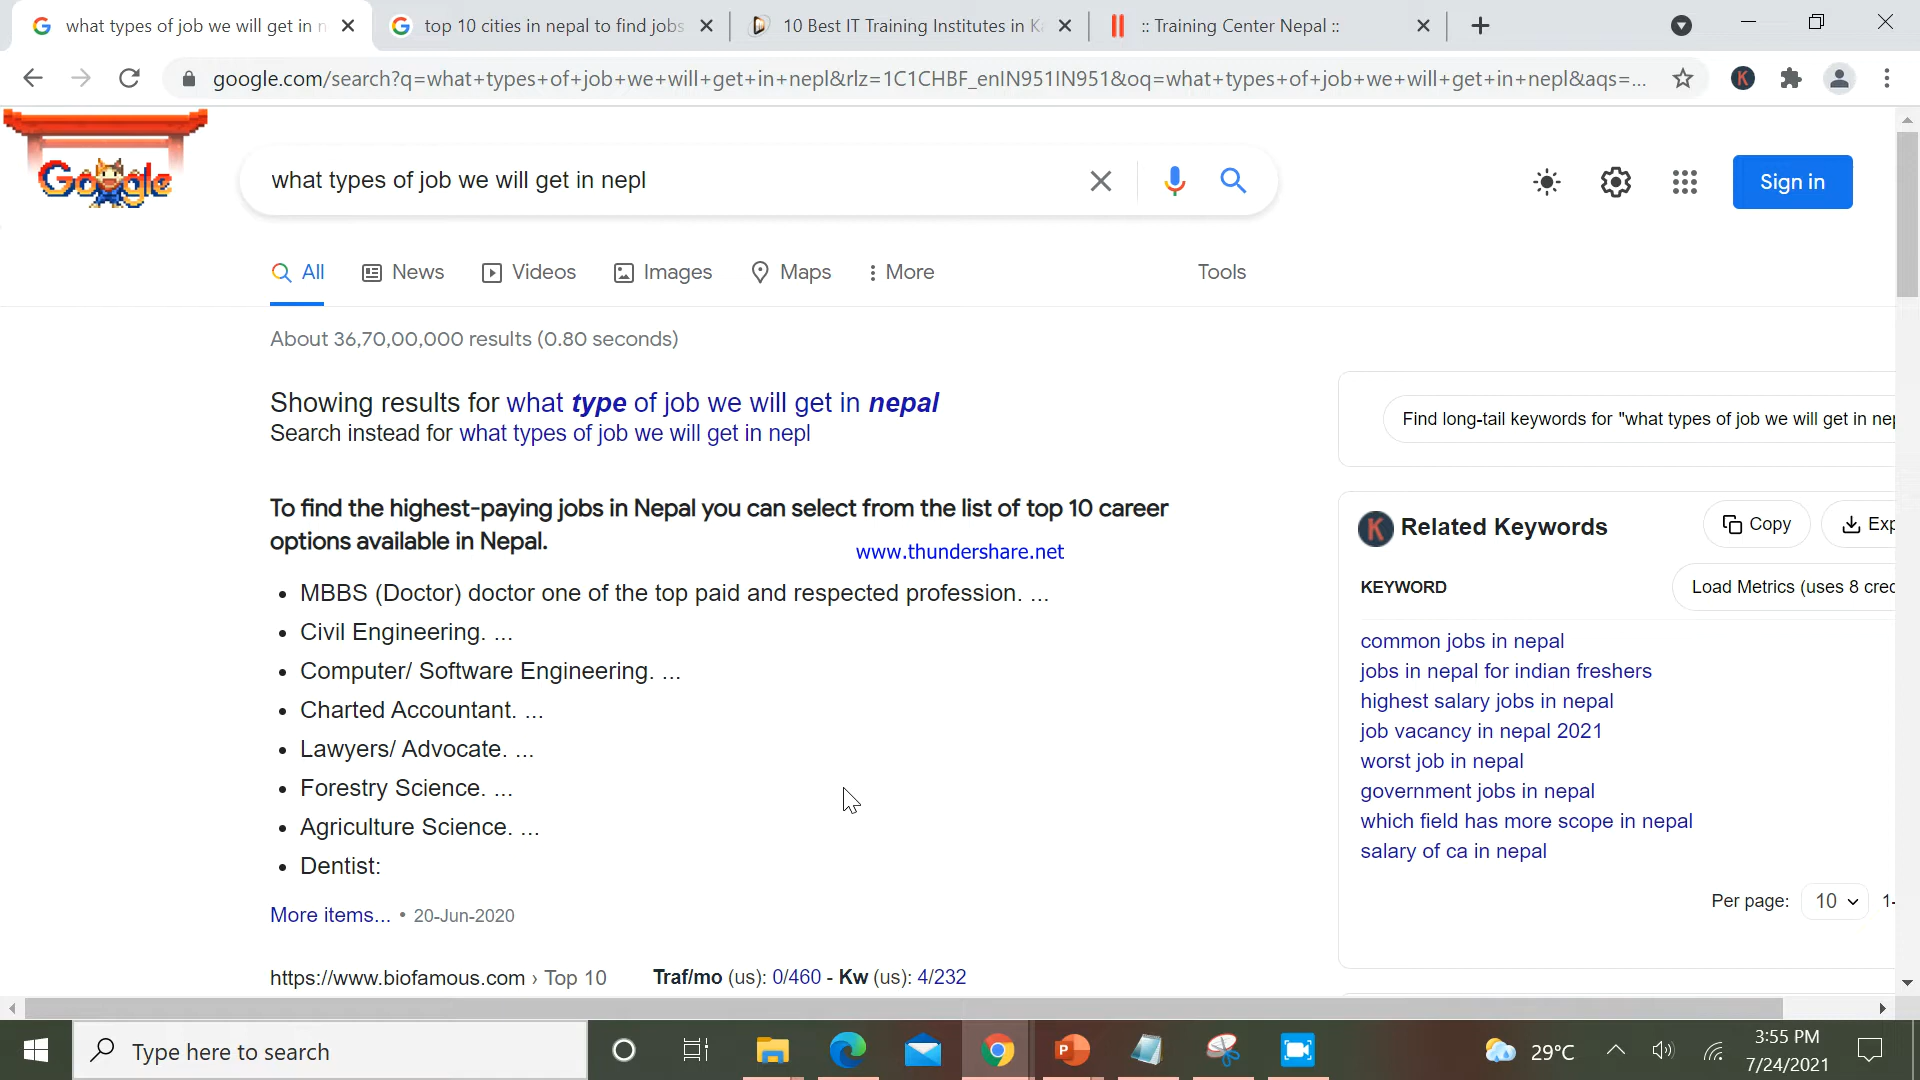 what types of job we will get in n
top 10 cities in nepal to find jobs
10 Best IT Training Institutes in K
:: Training Center Nepal ::
google.com/search?q=what+types+of+job+we+will+get+in+nepl&rlz=1C1CHBF_enIN951IN951&oq=what+types+of+job+we+will+get+in+nepl&aqs=...
Google
what types of job we will get in nepl
Sign in
All
News
Videos
Images
Maps
More
Tools
About 36,70,00,000 results (0.80 seconds)
Showing results for what type of job we will get in nepal
Search instead for what types of job we will get in nepl
To find the highest-paying jobs in Nepal you can select from the list of top 10 career
options available in Nepal.
www.thundershare.net
• MBBS (Doctor) doctor one of the top paid and respected profession. ...
• Civil Engineering. ...
• Computer/ Software Engineering. ...
• Charted Accountant. ...
• Lawyers/ Advocate. ...
• Forestry Science. ...
• Agriculture Science. ...
• Dentist:
More items... • 20-Jun-2020
https://www.biofamous.com › Top 10
Traf/mo (us): 0/460 - Kw (us): 4/232
Find long-tail keywords for "what types of job we will get in nep
K Related Keywords
Copy
Exp
KEYWORD
Load Metrics (uses 8 cred
common jobs in nepal
jobs in nepal for indian freshers
highest salary jobs in nepal
job vacancy in nepal 2021
worst job in nepal
government jobs in nepal
which field has more scope in nepal
salary of ca in nepal
Per page: 10
1-
Type here to search
29°C
3:55 PM
7/24/2021